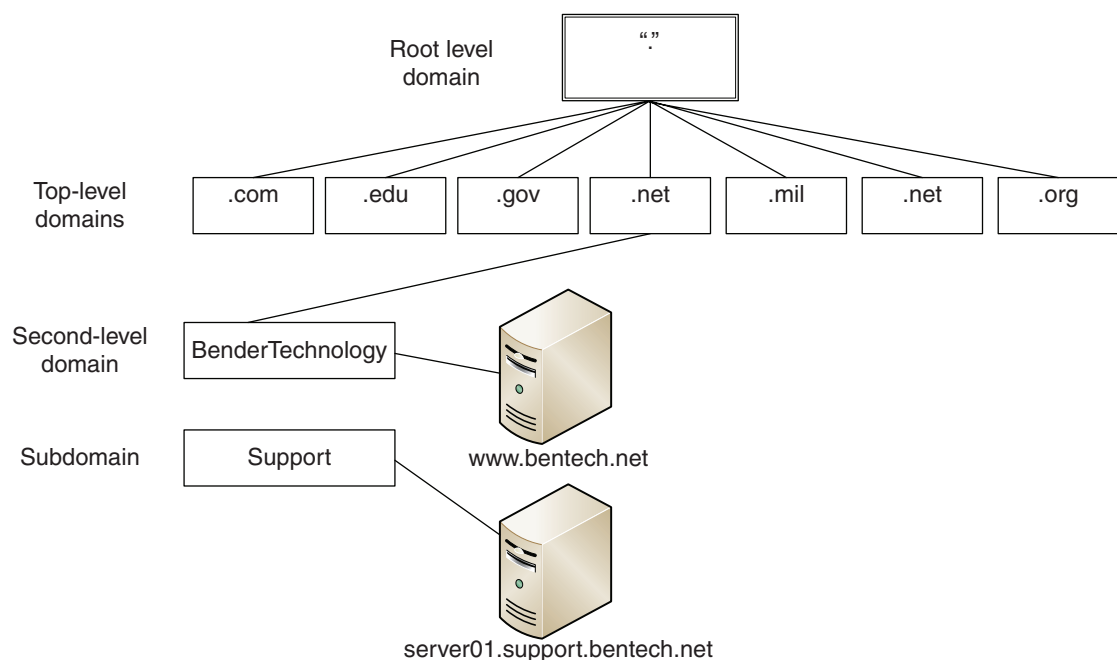 Root level
domain
“.”
Top-level
domains
.com
.edu
.gov
.net
.mil
.net
.org
Second-level
domain
BenderTechnology
www.bentech.net
Subdomain
Support
server01.support.bentech.net